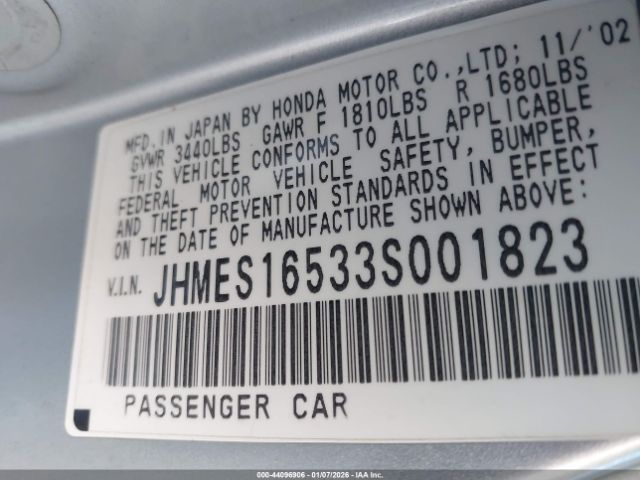 MFD. IN JAPAN BY HONDA MOTOR CO.,LTD; 11/'02
GVWR 3440LBS GAWR F 1810LBS R 1680LBS
THIS VEHICLE CONFORMS TO ALL APPLICABLE
FEDERAL MOTOR VEHICLE SAFETY, BUMPER,
AND THEFT PREVENTION STANDARDS IN EFFECT
ON THE DATE OF MANUFACTURE SHOWN ABOVE:
V.I.N. JHMES16533S001823
PASSENGER CAR
000-44096906 - 01/07/2026 - IAA Inc.